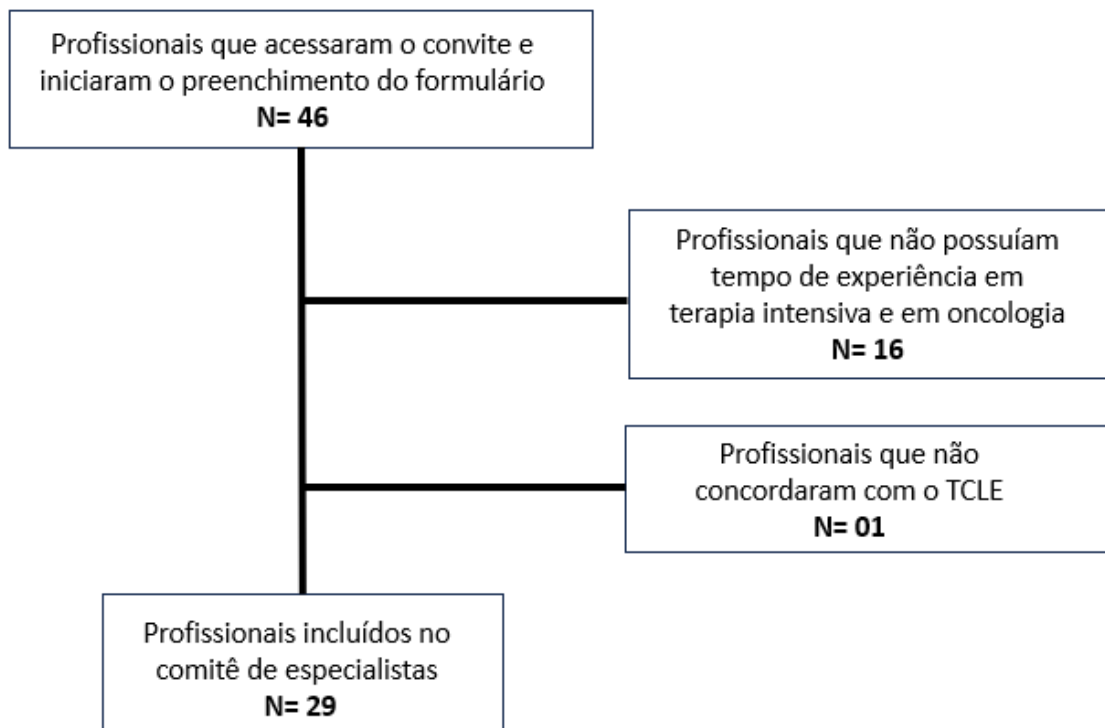 Profissionais que acessaram o convite e
iniciaram o preenchimento do formulário
N= 46
Profissionais que não possuíam
tempo de experiência em
terapia intensiva e em oncologia
N= 16
Profissionais que não
concordaram com o TCLE
N= 01
Profissionais incluídos no
comitê de especialistas
N= 29